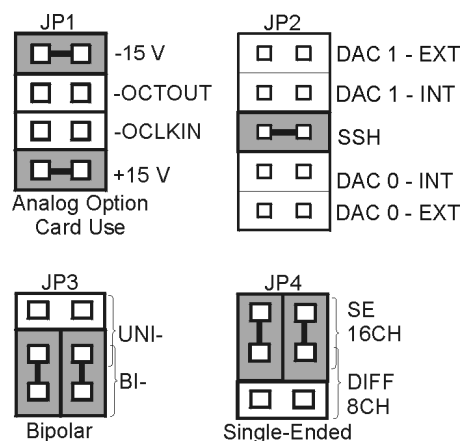 JP1
-15 V
-OCTOUT
-OCLKIN
+15 V
Analog Option
Card Use
JP2
DAC 1 - EXT
DAC 1 - INT
SSH
DAC 0 - INT
DAC 0 - EXT
JP3
UNI-
BI-
Bipolar
JP4
SE
16CH
DIFF
8CH
Single-Ended